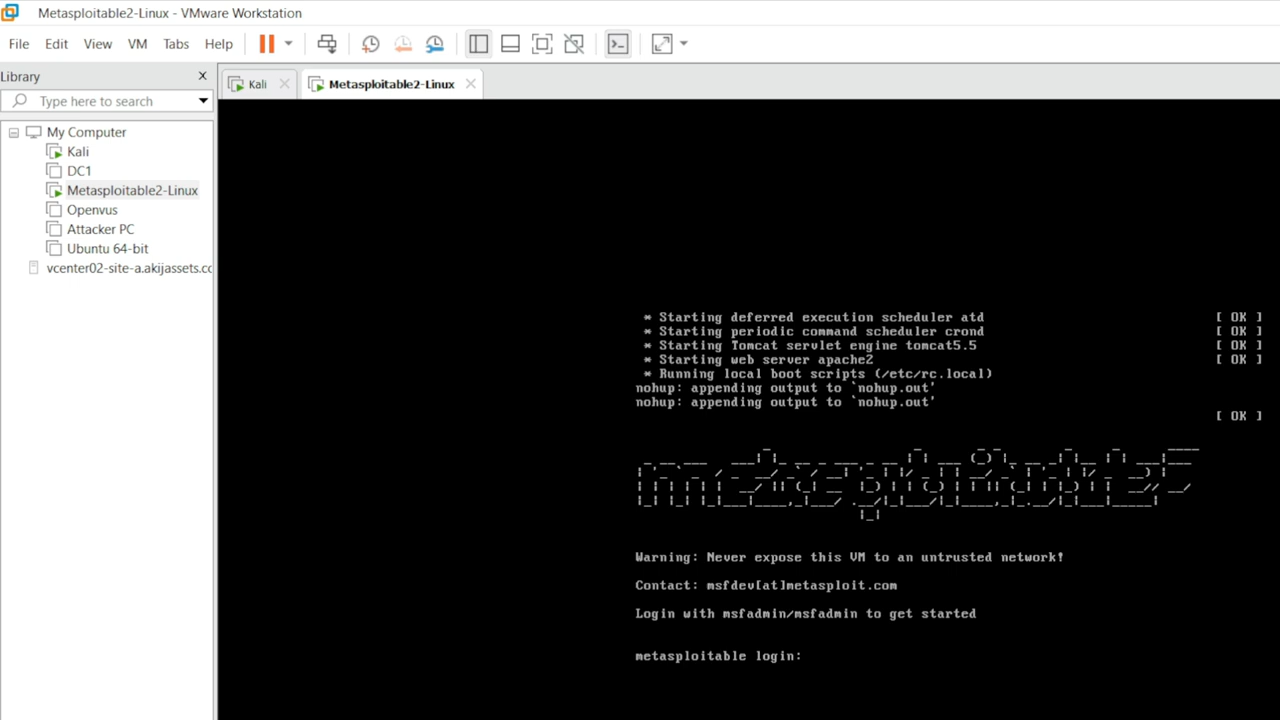 Metasploitable2-Linux - VMware Workstation
File Edit View VM Tabs Help
Library
Type here to search
My Computer
Kali
DC1
Metasploitable2-Linux
Openvus
Attacker PC
Ubuntu 64-bit
vcenter02-site-a.akijassets.cc
Kali Metasploitable2-Linux
* Starting deferred execution scheduler atd [ OK ]
* Starting periodic command scheduler crond [ OK ]
* Starting Tomcat servlet engine tomcat5.5 [ OK ]
* Starting web server apache2 [ OK ]
* Running local boot scripts (/etc/rc.local)
nohup: appending output to `nohup.out'
nohup: appending output to `nohup.out'
[ OK ]
metasploitable2
Warning: Never expose this VM to an untrusted network!
Contact: msfdev[at]metasploit.com
Login with msfadmin/msfadmin to get started
metasploitable login: